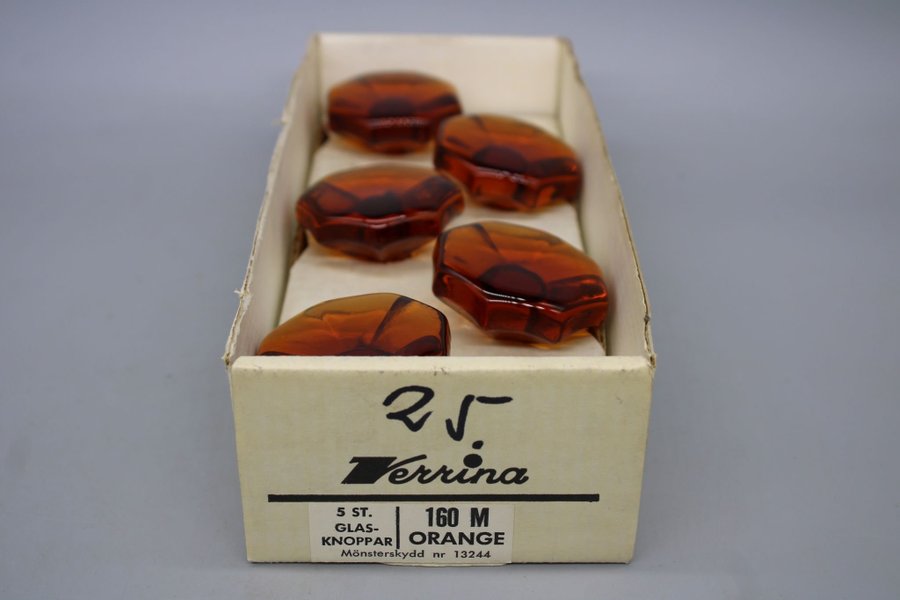 25
Verrina
5 ST.
GLAS-
KNOPPAR
160 M
ORANGE
Mönsterskydd nr 13244